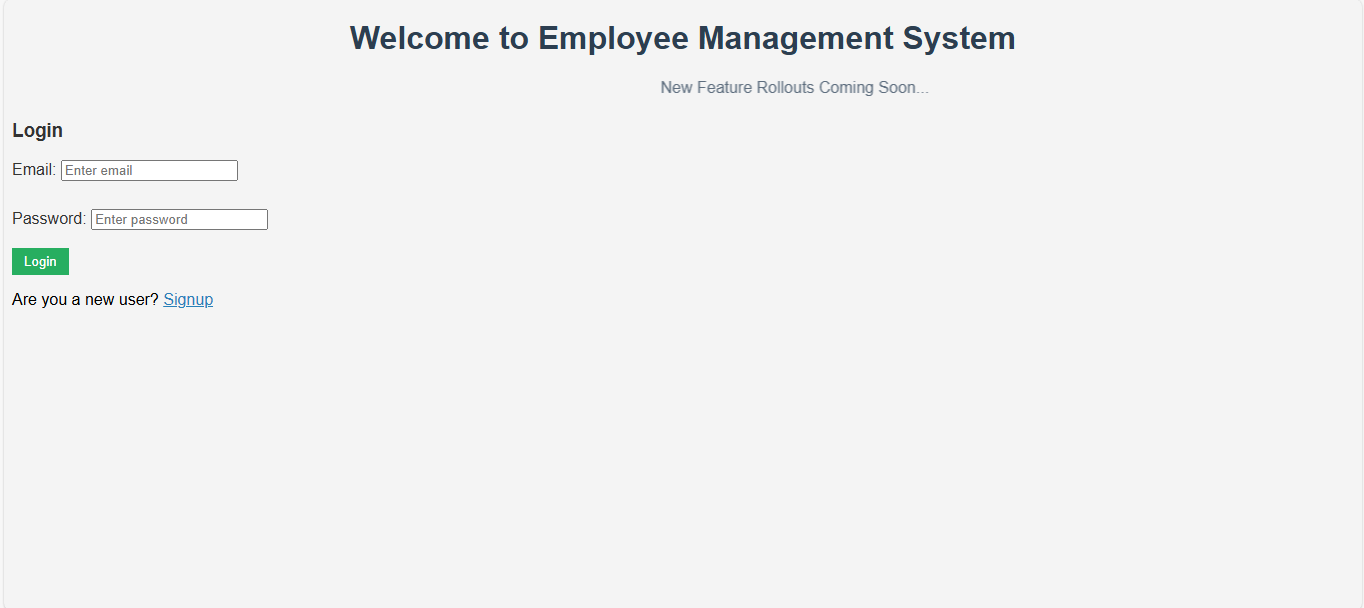 Welcome to Employee Management System
New Feature Rollouts Coming Soon...
Login
Email: Enter email
Password: Enter password
Login
Are you a new user? Signup